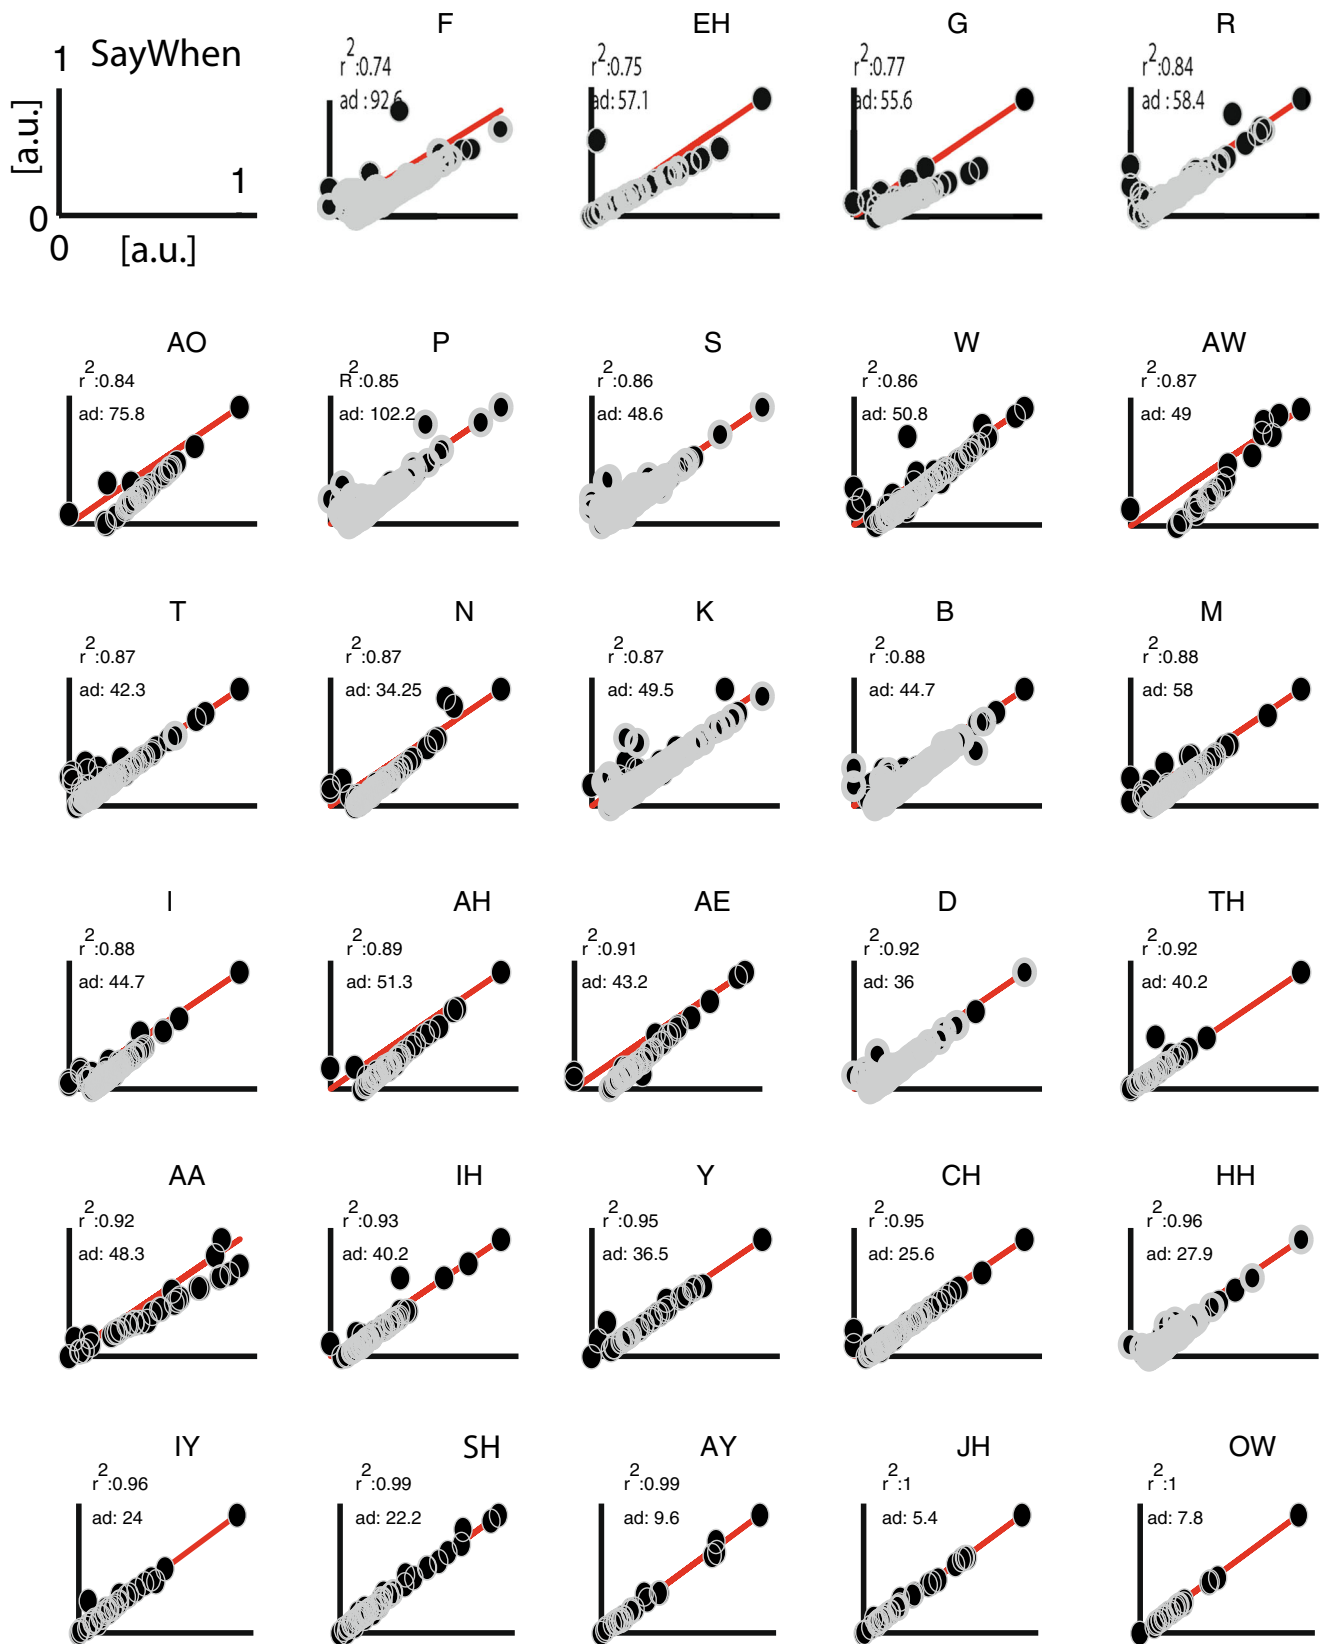 1 SayWhen
[a.u.]
1
0
0 [a.u.]
F
r2:0.74
ad :92.6
EH
r2:0.75
ad:57.1
G
r2:0.77
ad:55.6
R
r2:0.84
ad :58.4
AO
r2:0.84
ad: 75.8
P
R2:0.85
ad: 102.2
S
r2:0.86
ad: 48.6
W
r2:0.86
ad: 50.8
AW
r2:0.87
ad: 49
T
r2:0.87
ad: 42.3
N
r2:0.87
ad: 34.25
K
r2:0.87
ad: 49.5
B
r2:0.88
ad: 44.7
M
r2:0.88
ad: 58
I
r2:0.88
ad: 44.7
AH
r2:0.89
ad: 51.3
AE
r2:0.91
ad: 43.2
D
r2:0.92
ad: 36
TH
r2:0.92
ad: 40.2
AA
r2:0.92
ad: 48.3
IH
r2:0.93
ad: 40.2
Y
r2:0.95
ad: 36.5
CH
r2:0.95
ad: 25.6
HH
r2:0.96
ad: 27.9
IY
r2:0.96
ad: 24
SH
r2:0.99
ad: 22.2
AY
r2:0.99
ad: 9.6
JH
r2:1
ad: 5.4
OW
r2:1
ad: 7.8